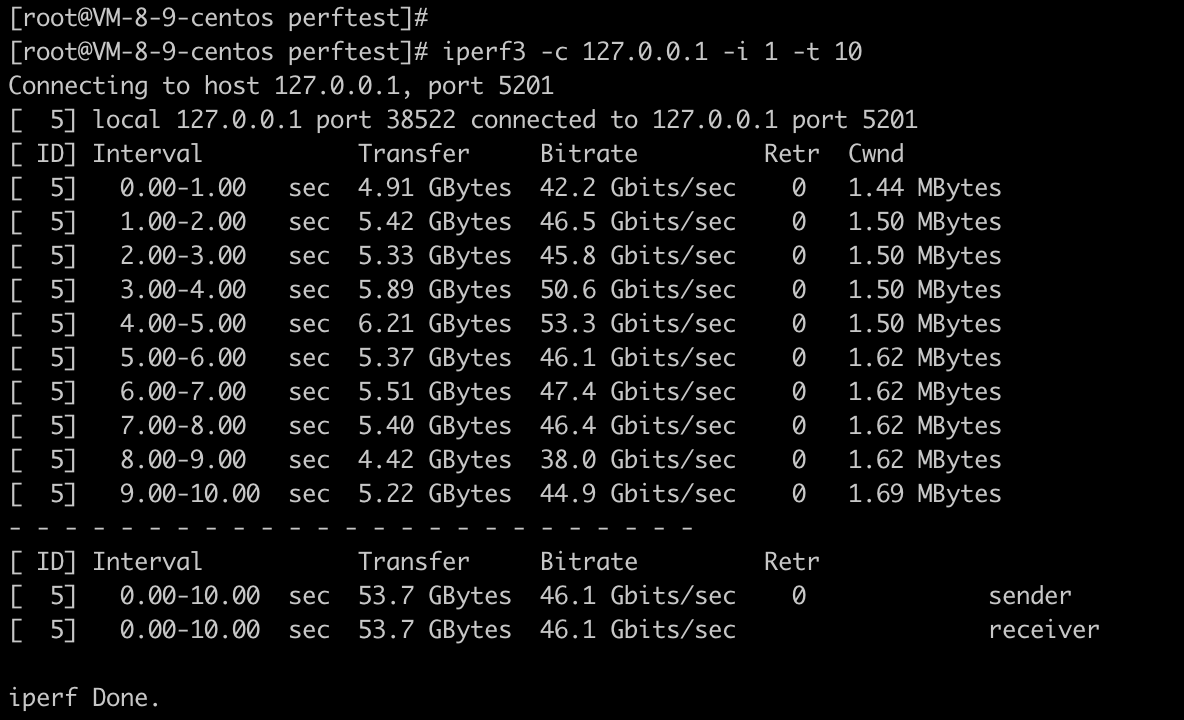 [root@VM-8-9-centos perftest]#
[root@VM-8-9-centos perftest]# iperf3 -c 127.0.0.1 -i 1 -t 10
Connecting to host 127.0.0.1, port 5201
[  5] local 127.0.0.1 port 38522 connected to 127.0.0.1 port 5201
[ ID] Interval           Transfer     Bitrate         Retr  Cwnd
[  5]   0.00-1.00   sec  4.91 GBytes  42.2 Gbits/sec    0   1.44 MBytes
[  5]   1.00-2.00   sec  5.42 GBytes  46.5 Gbits/sec    0   1.50 MBytes
[  5]   2.00-3.00   sec  5.33 GBytes  45.8 Gbits/sec    0   1.50 MBytes
[  5]   3.00-4.00   sec  5.89 GBytes  50.6 Gbits/sec    0   1.50 MBytes
[  5]   4.00-5.00   sec  6.21 GBytes  53.3 Gbits/sec    0   1.50 MBytes
[  5]   5.00-6.00   sec  5.37 GBytes  46.1 Gbits/sec    0   1.62 MBytes
[  5]   6.00-7.00   sec  5.51 GBytes  47.4 Gbits/sec    0   1.62 MBytes
[  5]   7.00-8.00   sec  5.40 GBytes  46.4 Gbits/sec    0   1.62 MBytes
[  5]   8.00-9.00   sec  4.42 GBytes  38.0 Gbits/sec    0   1.62 MBytes
[  5]   9.00-10.00  sec  5.22 GBytes  44.9 Gbits/sec    0   1.69 MBytes
- - - - - - - - - - - - - - - - - - - - - - - - -
[ ID] Interval           Transfer     Bitrate         Retr
[  5]   0.00-10.00  sec  53.7 GBytes  46.1 Gbits/sec    0             sender
[  5]   0.00-10.00  sec  53.7 GBytes  46.1 Gbits/sec                  receiver

iperf Done.